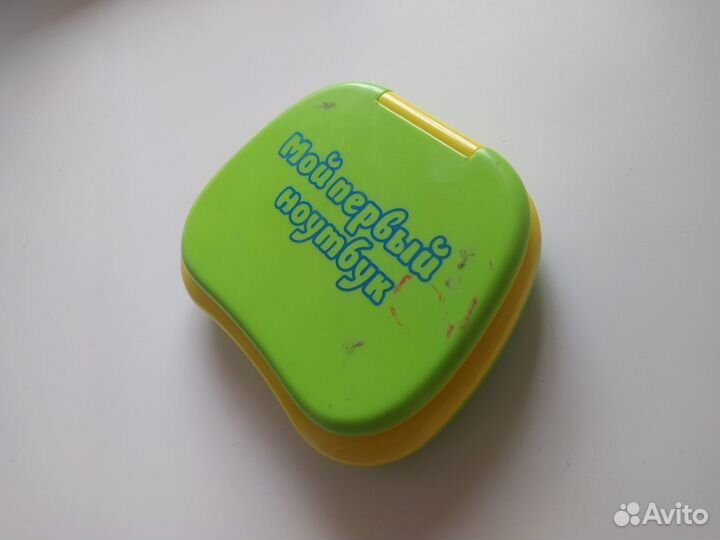 Мой первый
ноутбук
Avito